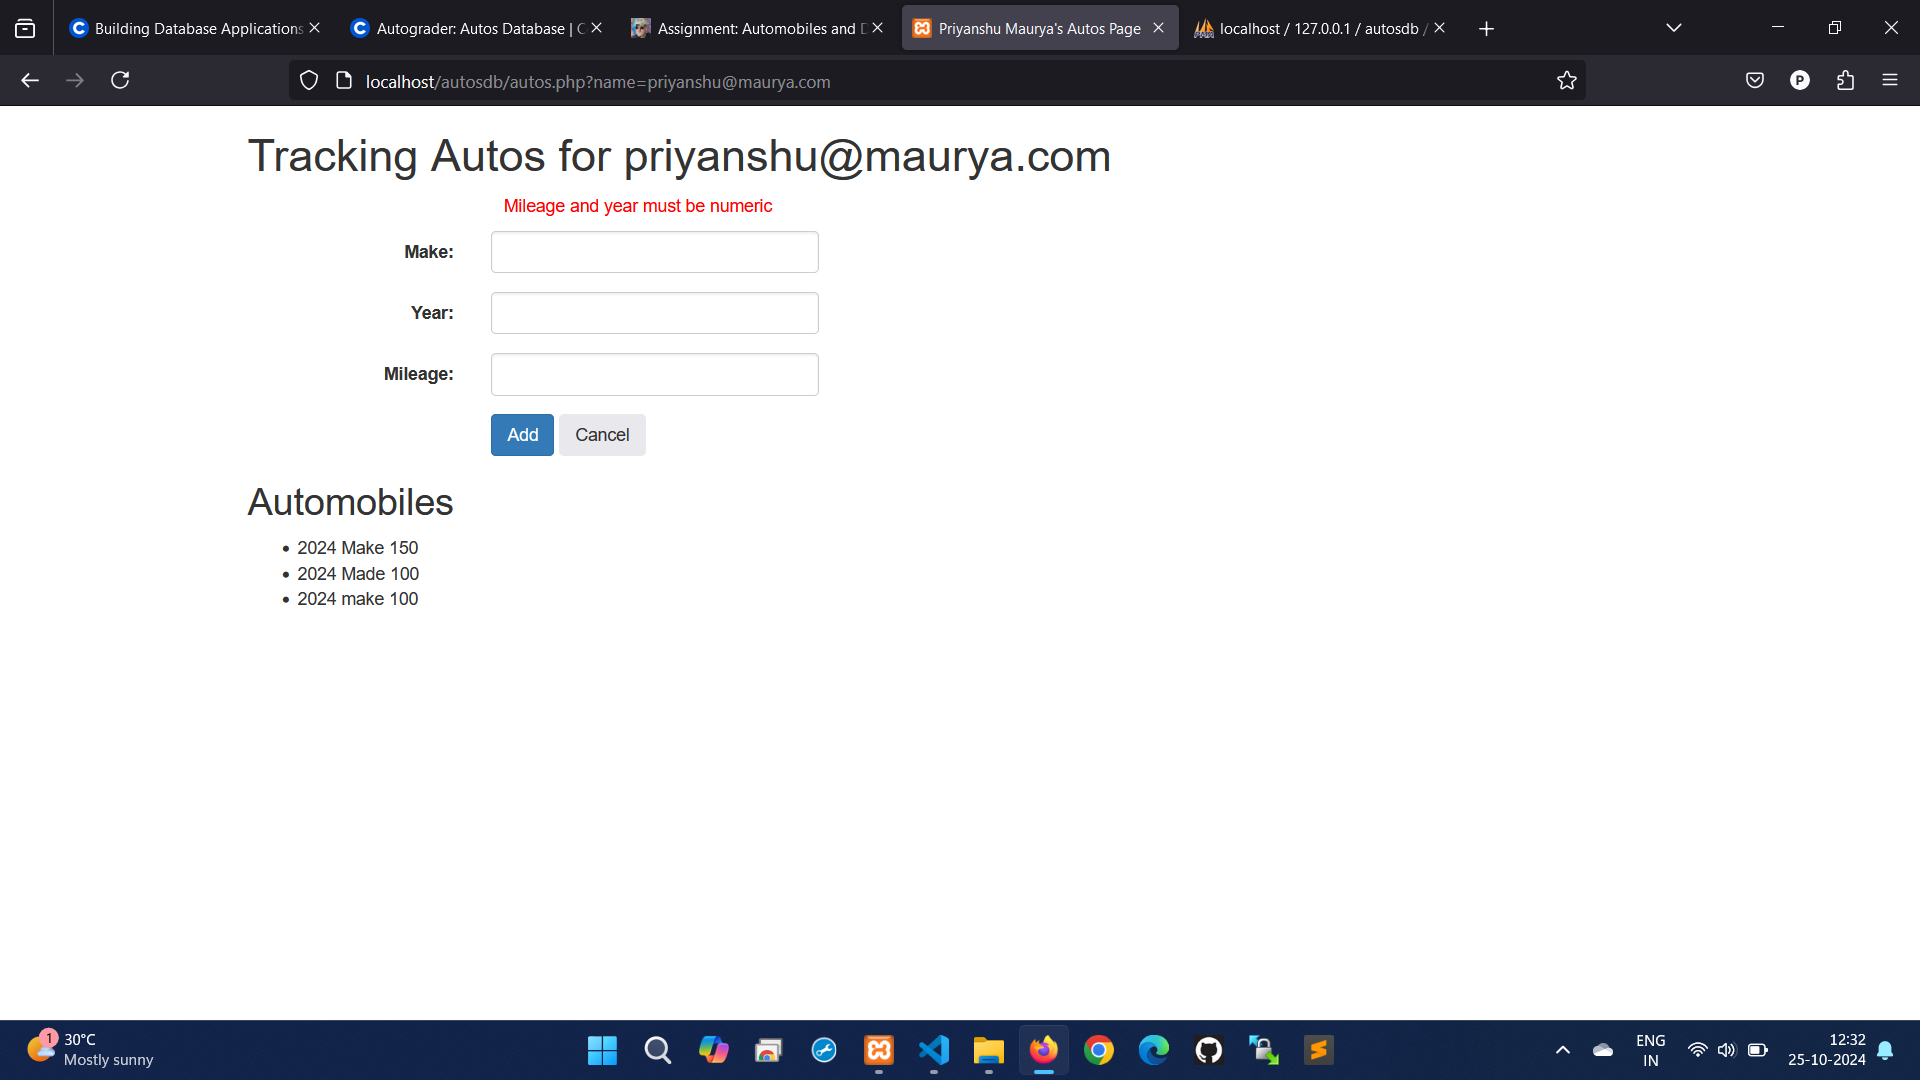 Building Database Applications
Autograder: Autos Database | C
Assignment: Automobiles and D
Priyanshu Maurya's Autos Page
localhost / 127.0.0.1 / autosdb /
localhost/autosdb/autos.php?name=priyanshu@maurya.com
P
Tracking Autos for priyanshu@maurya.com
Mileage and year must be numeric
Make:
Year:
Mileage:
Add Cancel
Automobiles
2024 Make 150
2024 Made 100
2024 make 100
1
30°C
Mostly sunny
ENG
IN
12:32
25-10-2024